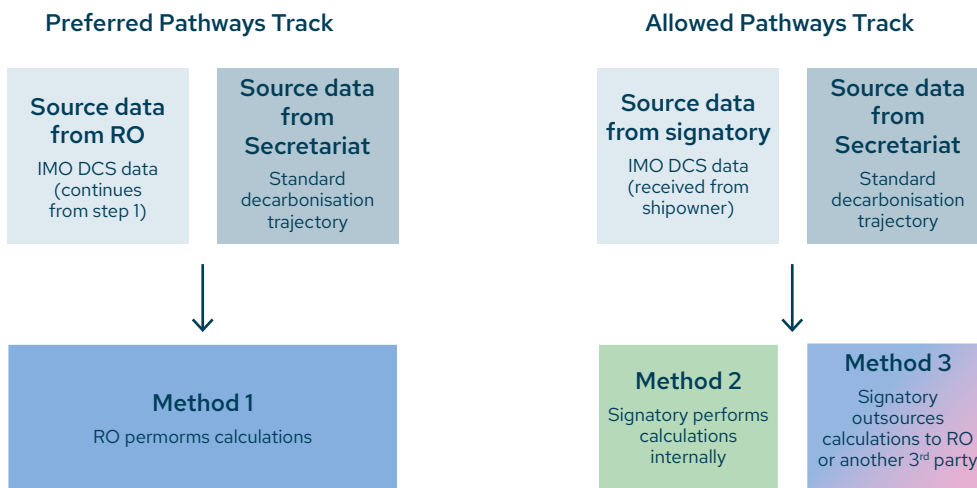 Preferred Pathways Track
Source data
from RO
IMO DCS data
(continues
from step 1)
Source data
from
Secretariat
Standard
decarbonisation
trajectory
Method 1
RO permorms calculations
Allowed Pathways Track
Source data
from signatory
IMO DCS data
(received from
shipowner)
Source data
from
Secretariat
Standard
decarbonisation
trajectory
Method 2
Signatory performs
calculations
internally
Method 3
Signatory
outsources
calculations to RO
or another 3rd party